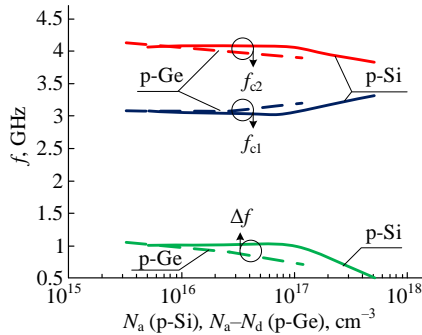 f, GHz
4.5
4
3.5
3
2.5
2
1.5
1
0.5
p-Ge
f_c2
p-Si
f_c1
Δf
p-Ge
p-Si
10^15 10^16 10^17 10^18
N_a (p-Si), N_a–N_d (p-Ge), cm^−3